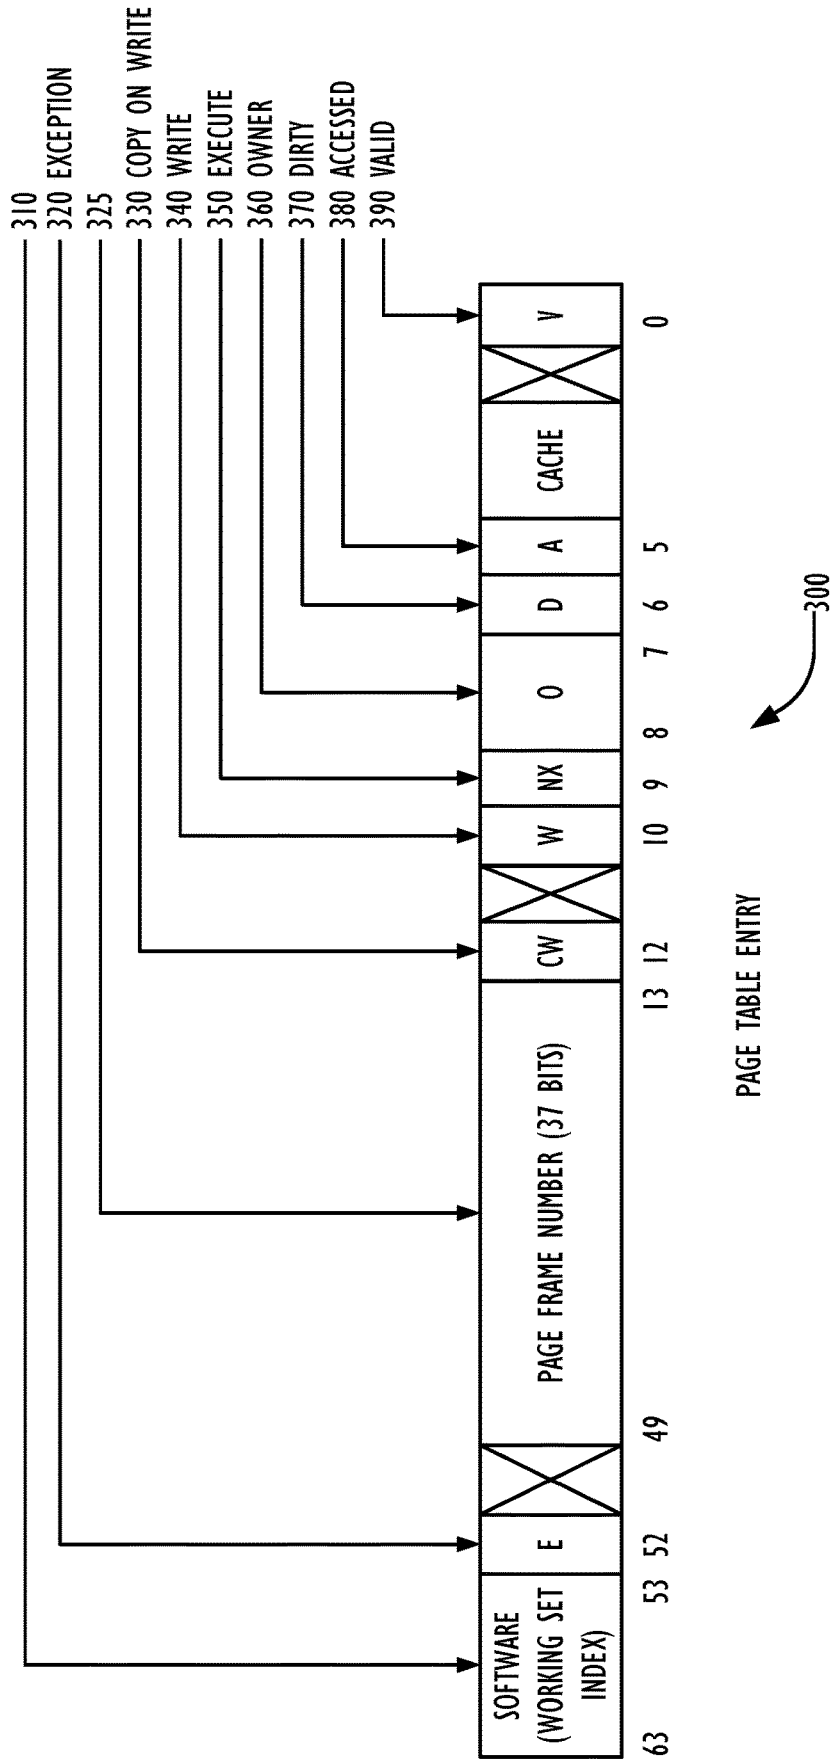 310
320 EXCEPTION
325
330 COPY ON WRITE
340 WRITE
350 EXECUTE
360 OWNER
370 DIRTY
380 ACCESSED
390 VALID
SOFTWARE
(WORKING SET
INDEX)
E
PAGE FRAME NUMBER (37 BITS)
CW
W
NX
O
D
A
CACHE
V
63
53
52
49
13
12
10
9
8
7
6
5
0
PAGE TABLE ENTRY
300